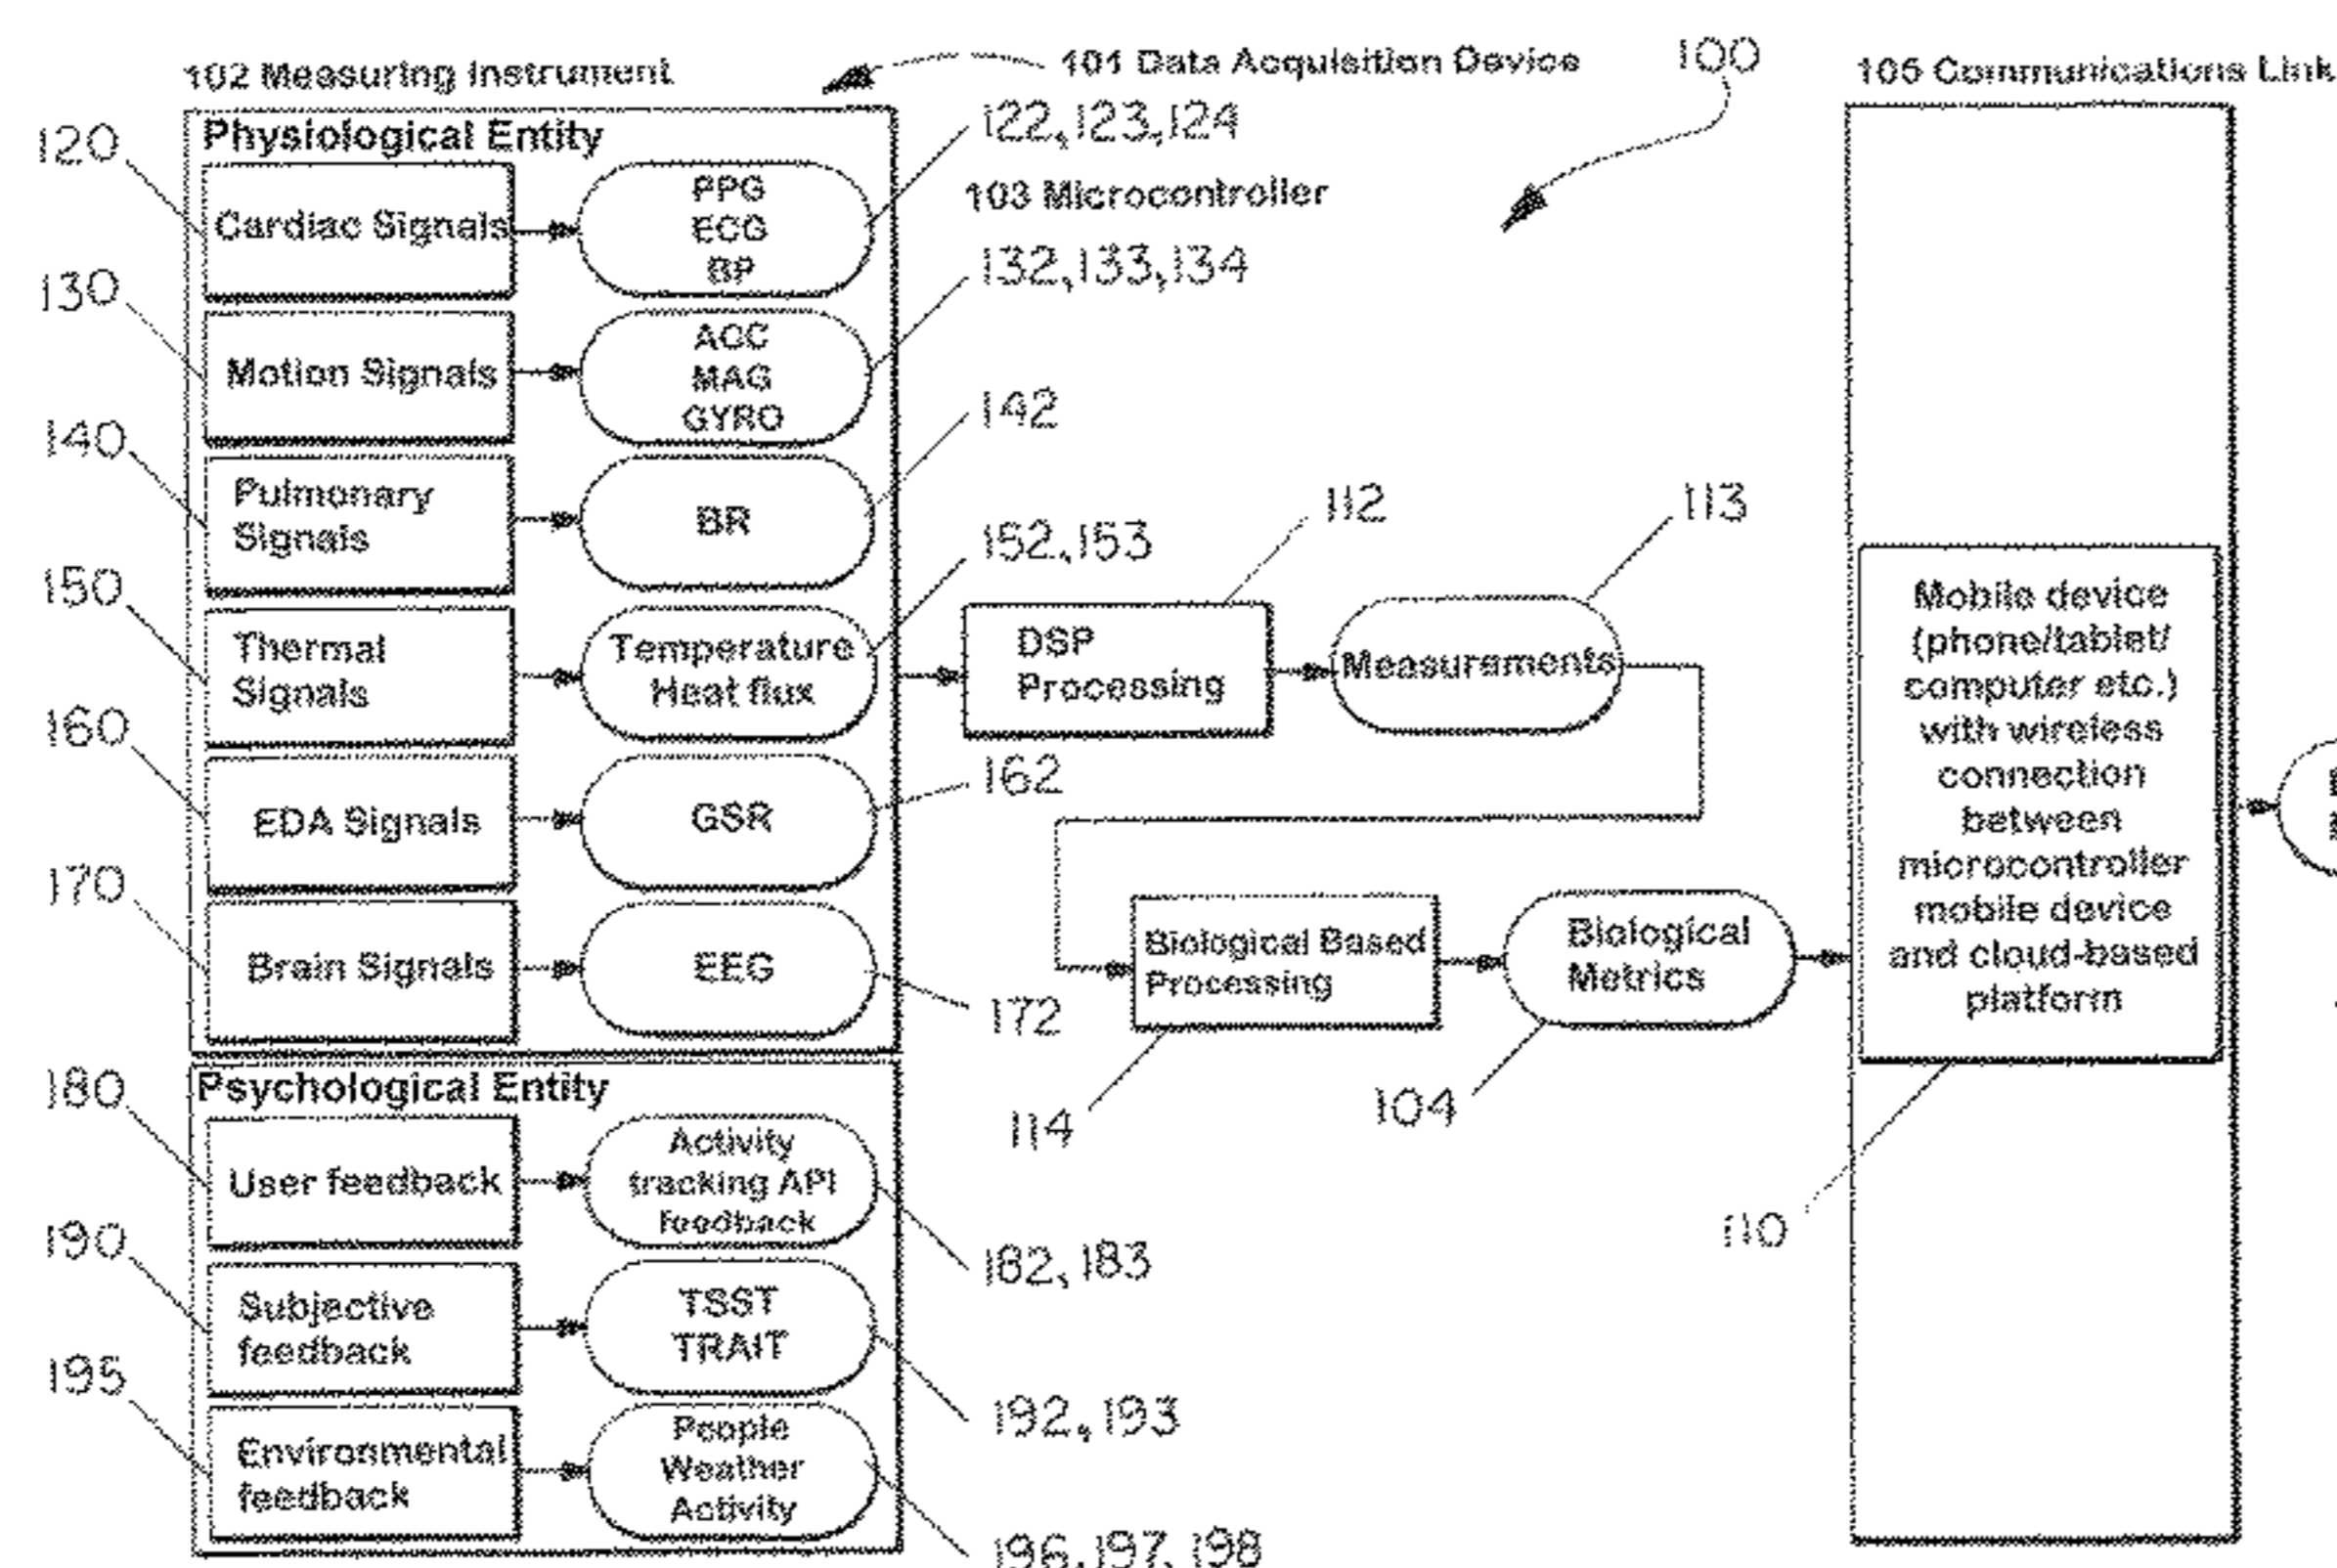 102 Measuring Instrument
101 Data Acquisition Device
100
105 Communications Link
Physiological Entity
120
Cardiac Signals
PPG
ECG
BP
122,123,124
103 Microcontroller
130
Motion Signals
ACC
MAG
GYRO
132,133,134
140
Pulmonary
Signals
BR
142
150
Thermal
Signals
Temperature
Heat flux
152,153
DSP
Processing
112
Measurements
113
160
EDA Signals
GSR
162
170
Brain Signals
EEG
172
Biological Based
Processing
114
Biological
Metrics
104
Mobile device
(phone/tablet/
computer etc.)
with wireless
connection
between
microcontroller
mobile device
and cloud-based
platform
110
Psychological Entity
180
User feedback
Activity
tracking API
feedback
182,183
190
Subjective
feedback
TSST
TRAIT
192,193
195
Environmental
feedback
People
Weather
Activity
196,197,198